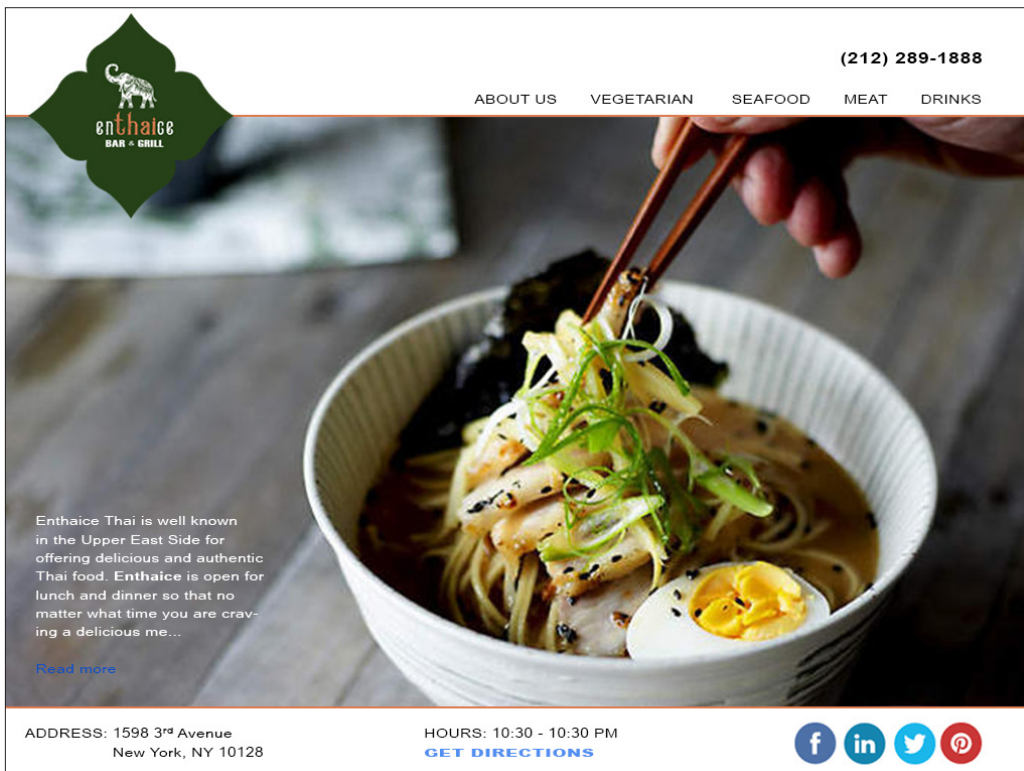 (212) 289-1888
ABOUT US VEGETARIAN SEAFOOD MEAT DRINKS
enthaice
BAR & GRILL
Enthaice Thai is well known
in the Upper East Side for
offering delicious and authentic
Thai food. Enthaice is open for
lunch and dinner so that no
matter what time you are crav-
ing a delicious me...
Read more
ADDRESS: 1598 3rd Avenue
New York, NY 10128
HOURS: 10:30 - 10:30 PM
GET DIRECTIONS
f
in